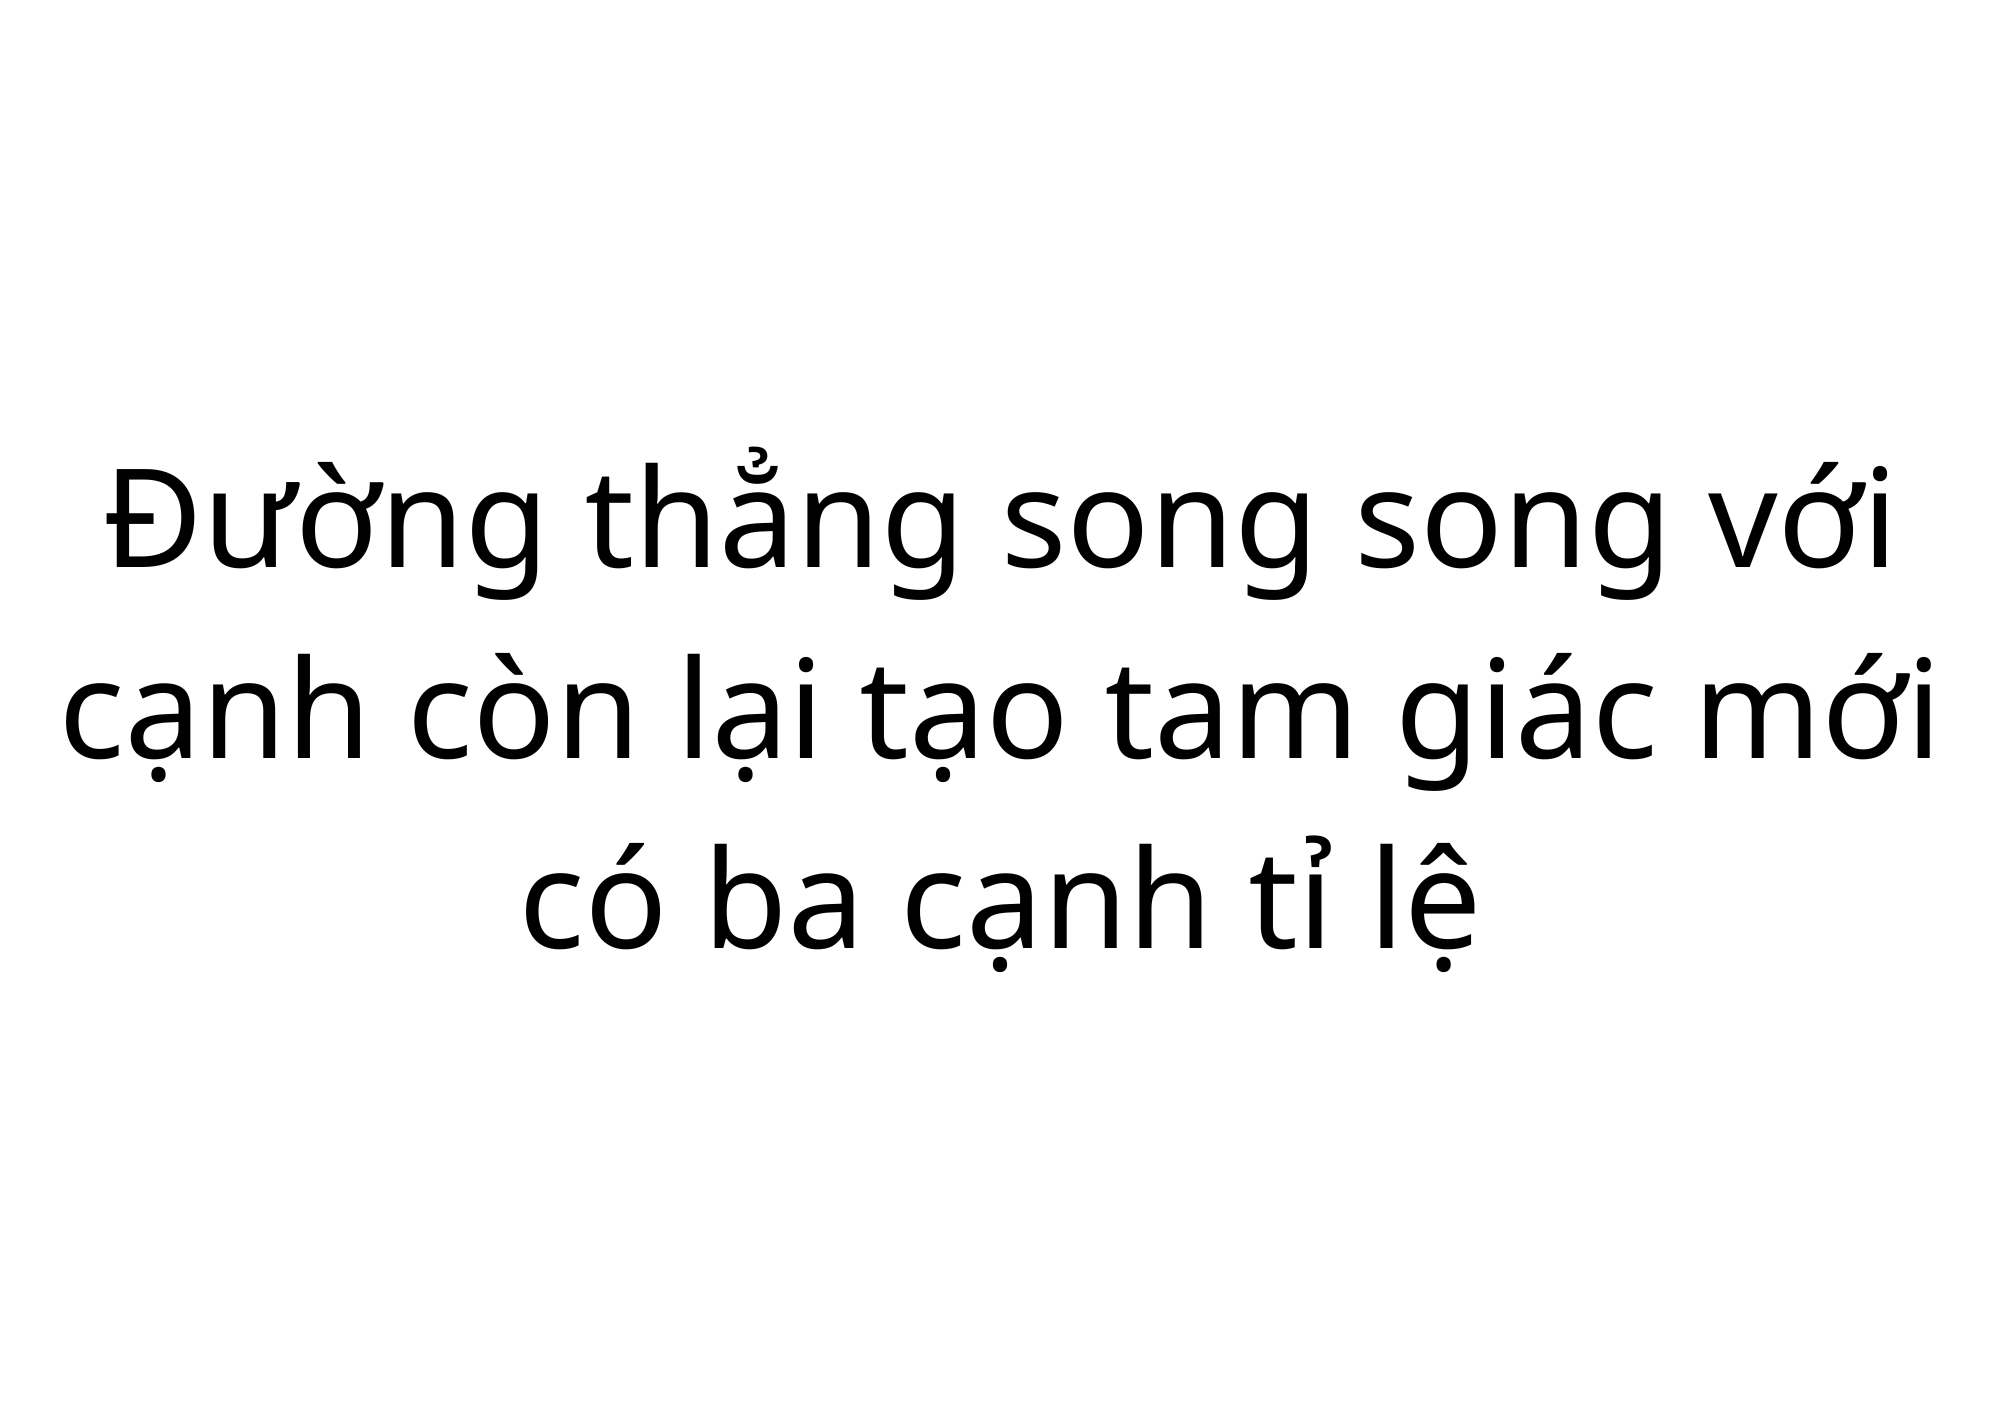 Đường thẳng song song với
cạnh còn lại tạo tam giác mới
có ba cạnh tỉ lệ